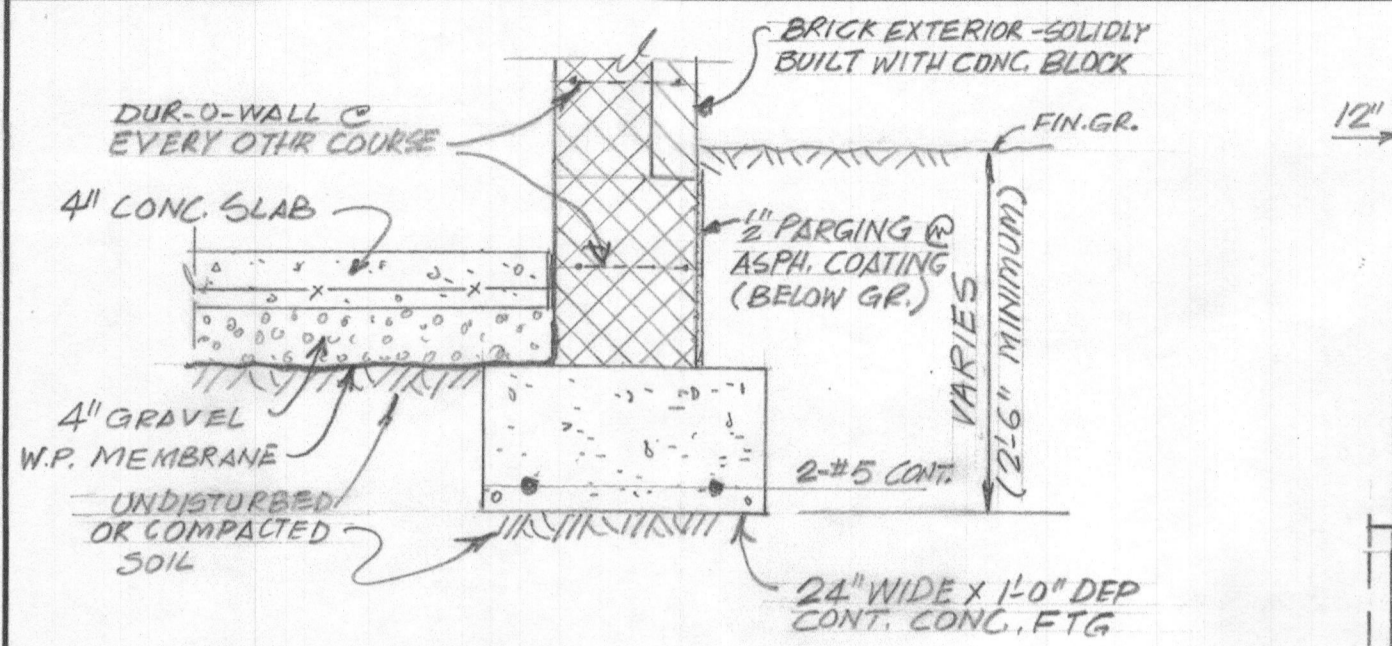 BRICK EXTERIOR-SOLIDLY
BUILT WITH CONC. BLOCK
DUR-O-WALL @
EVERY OTHR COURSE
FIN.GR.
12"
4" CONC. SLAB
1/2" PARGING @
ASPH. COATING
(BELOW GR.)
VARIES
(2'-6" MINIMUM)
4" GRAVEL
W.P. MEMBRANE
2-#5 CONT.
UNDISTURBED
OR COMPACTED
SOIL
24" WIDE x 1'-0" DEP
CONT. CONC. FTG